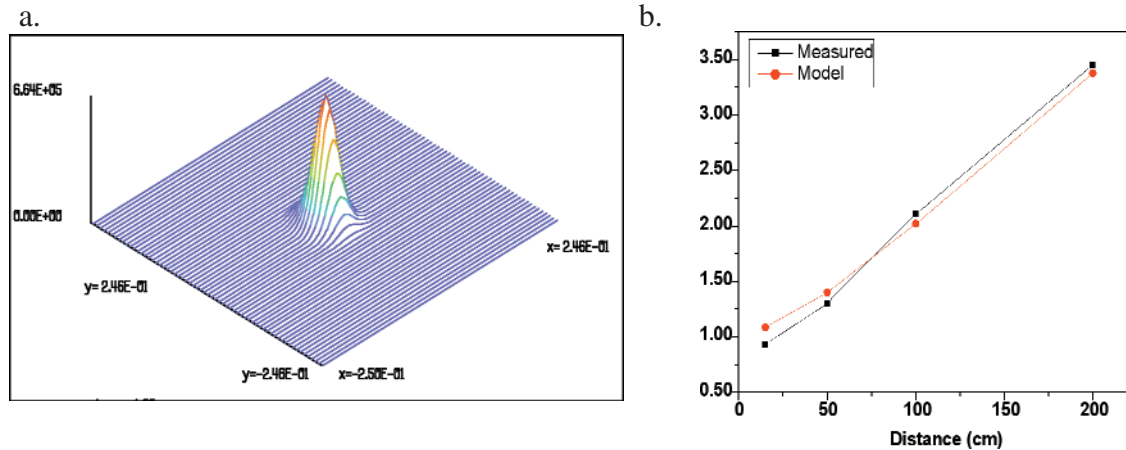 a.
6.64E+05
0.00E+00
x= 2.46E-01
y= 2.46E-01
y=-2.46E-01 x=-2.50E-01
b.
Measured
Model
3.50
3.00
2.50
2.00
1.50
1.00
0.50
0 50 100 150 200
Distance (cm)